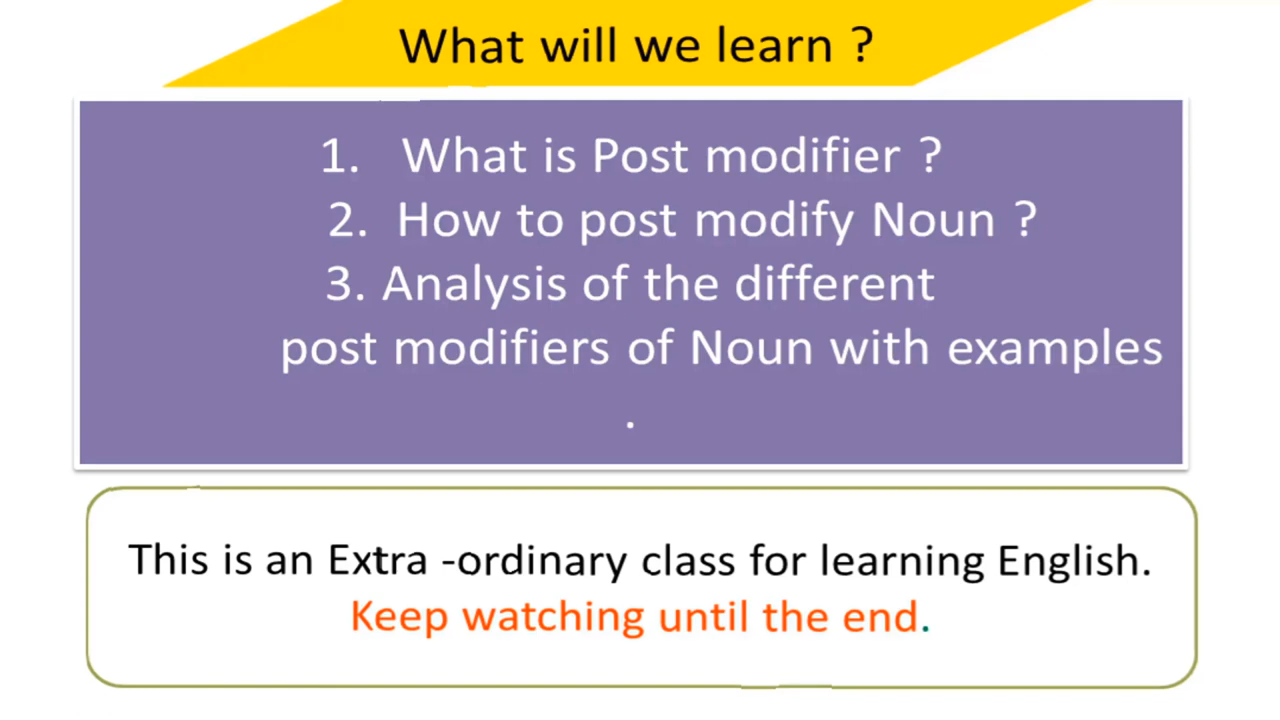 What will we learn ?
1. What is Post modifier ?
2. How to post modify Noun ?
3. Analysis of the different
post modifiers of Noun with examples
.
This is an Extra -ordinary class for learning English.
Keep watching until the end.